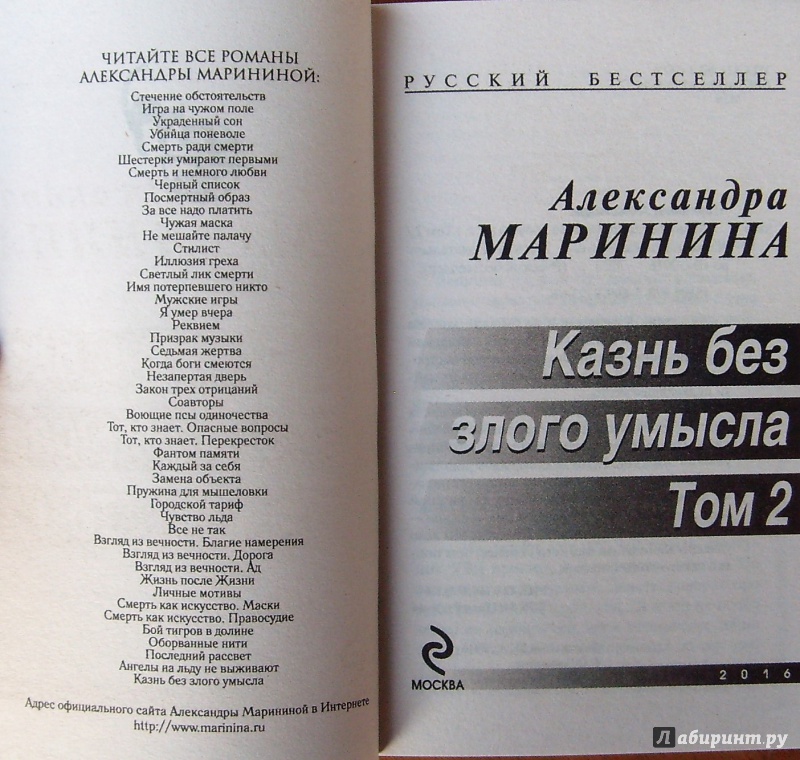 ЧИТАЙТЕ ВСЕ РОМАНЫ
АЛЕКСАНДРЫ МАРИНИНОЙ:
Стечение обстоятельств
Игра на чужом поле
Украденный сон
Убийца поневоле
Смерть ради смерти
Шестерки умирают первыми
Смерть и немного любви
Черный список
Посмертный образ
За все надо платить
Чужая маска
Не мешайте палачу
Стилист
Иллюзия греха
Светлый лик смерти
Имя потерпевшего никто
Мужские игры
Я умер вчера
Реквием
Призрак музыки
Седьмая жертва
Когда боги смеются
Незапертая дверь
Закон трех отрицаний
Соавторы
Воющие псы одиночества
Тот, кто знает. Опасные вопросы
Тот, кто знает. Перекресток
Фантом памяти
Каждый за себя
Замена объекта
Пружина для мышеловки
Городской тариф
Чувство льда
Все не так
Взгляд из вечности. Благие намерения
Взгляд из вечности. Дорога
Взгляд из вечности. Ад
Жизнь после Жизни
Личные мотивы
Смерть как искусство. Маски
Смерть как искусство. Правосудие
Бой тигров в долине
Оборванные нити
Последний рассвет
Ангелы на льду не выживают
Казнь без злого умысла
Адрес официального сайта Александры Марининой в Интернете
http://www.marinina.ru
РУССКИЙ БЕСТСЕЛЛЕР
Александра
МАРИНИНА
Казнь без
злого умысла
Том 2
МОСКВА
2016
Лабиринт.ру